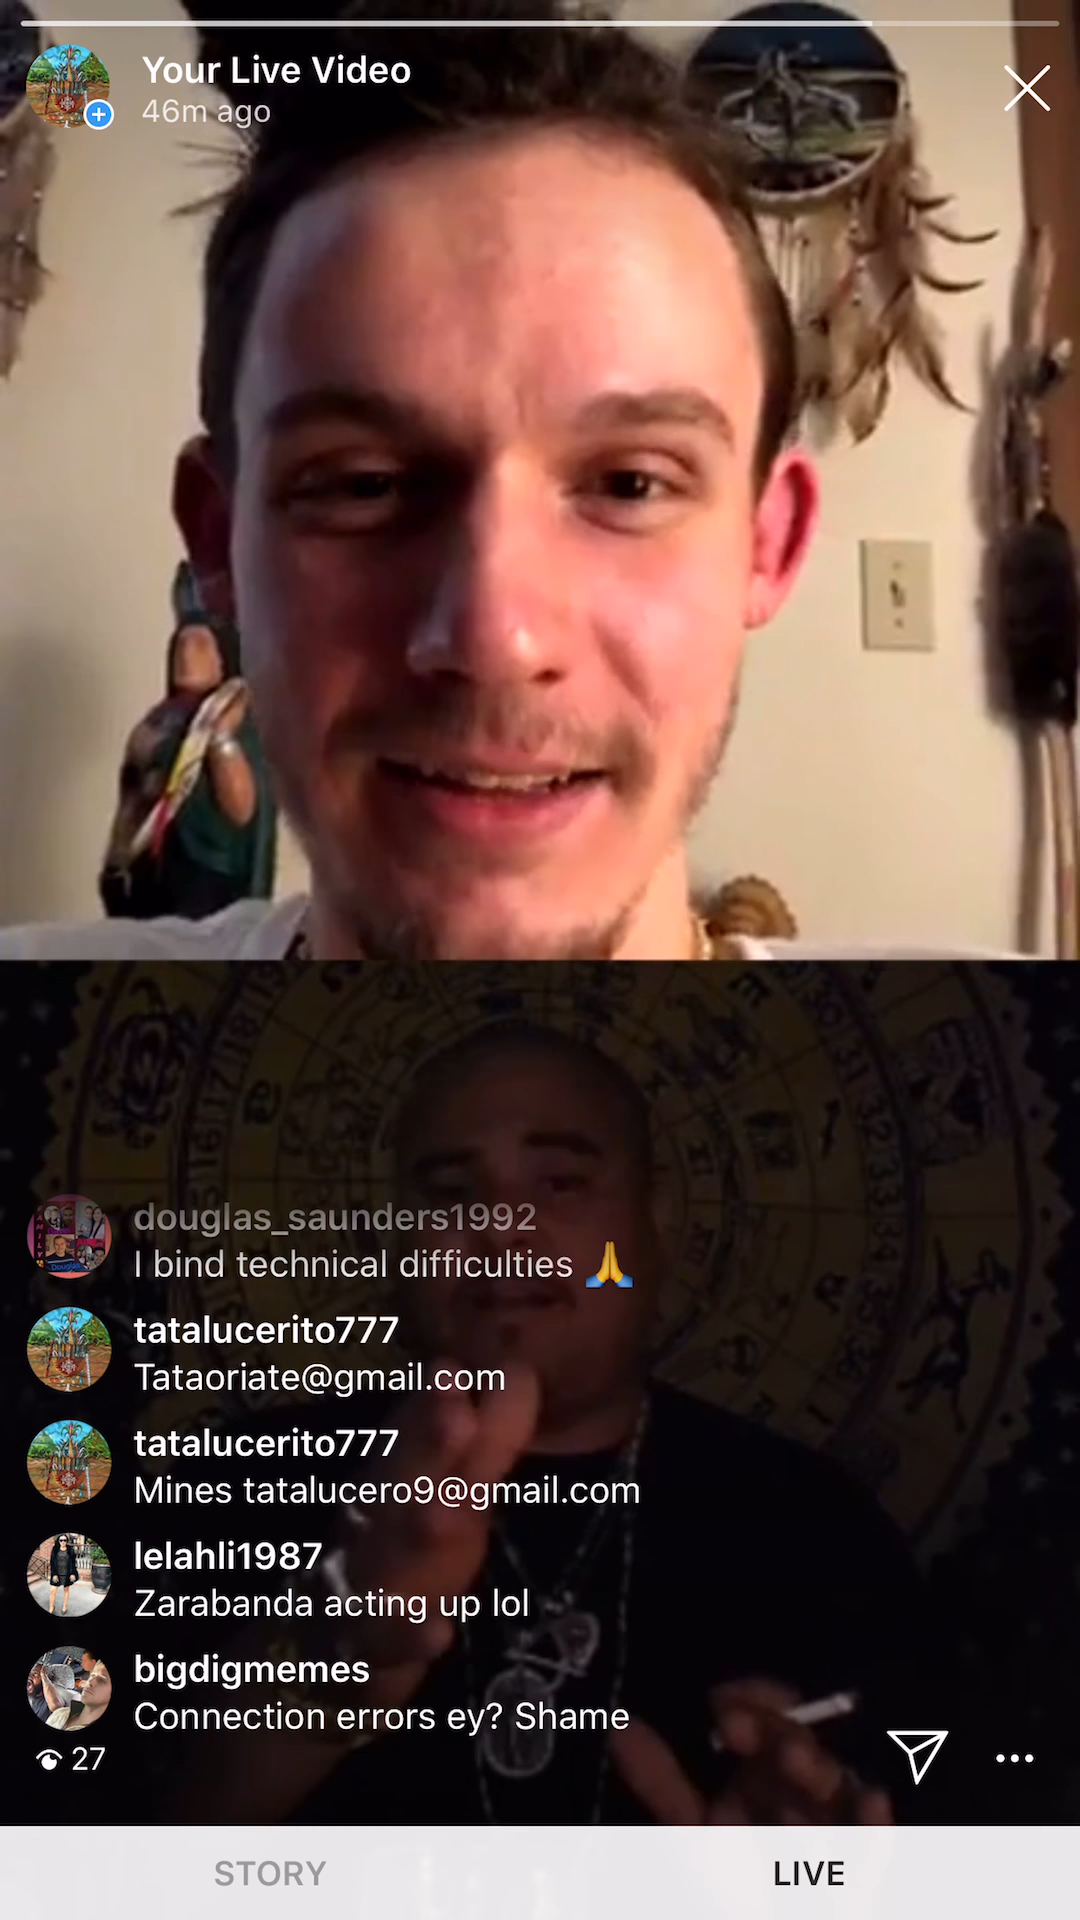 Your Live Video
46m ago
douglas_saunders1992
I bind technical difficulties 🙏
tatalucerito777
Tataoriate@gmail.com
tatalucerito777
Mines tatalucero9@gmail.com
lelahli1987
Zarabanda acting up lol
bigdigmemes
Connection errors ey? Shame
27
STORY
LIVE